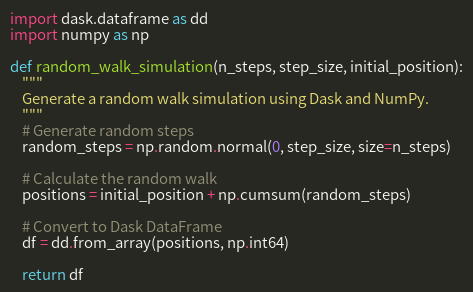 import dask.dataframe as dd
import numpy as np

def random_walk_simulation(n_steps, step_size, initial_position):
    """
    Generate a random walk simulation using Dask and NumPy.
    """
    # Generate random steps
    random_steps = np.random.normal(0, step_size, size=n_steps)

    # Calculate the random walk
    positions = initial_position + np.cumsum(random_steps)

    # Convert to Dask DataFrame
    df = dd.from_array(positions, np.int64)

    return df